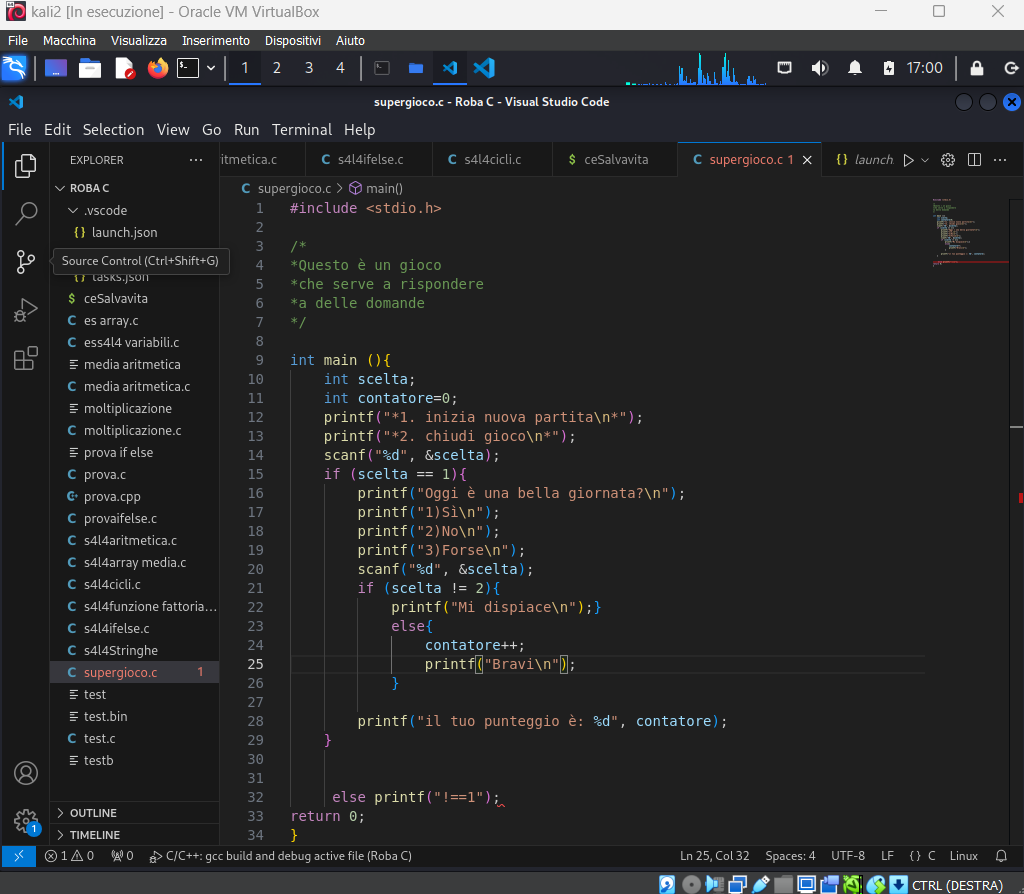 kali2 [In esecuzione] - Oracle VM VirtualBox
File Macchina Visualizza Inserimento Dispositivi Aiuto
1 2 3 4 17:00
supergioco.c - Roba C - Visual Studio Code
File Edit Selection View Go Run Terminal Help
EXPLORER ...
itmetica.c
C s4l4ifelse.c
C s4l4cicli.c
$ ceSalvavita
C supergioco.c 1
{} launch
ROBA C
.vscode
{} launch.json
Source Control (Ctrl+Shift+G)
{} tasks.json
$ ceSalvavita
C es array.c
C ess4l4 variabili.c
media aritmetica
C media aritmetica.c
moltiplicazione
C moltiplicazione.c
prova if else
C prova.c
prova.cpp
C provaifelse.c
C s4l4aritmetica.c
C s4l4array media.c
C s4l4cicli.c
C s4l4funzione fattoria...
C s4l4ifelse.c
C s4l4Stringhe
C supergioco.c 1
test
test.bin
C test.c
testb
OUTLINE
TIMELINE
1
C supergioco.c > main()
1 #include <stdio.h>
2
3 /*
4 *Questo è un gioco
5 *che serve a rispondere
6 *a delle domande
7 */
8
9 int main (){
10 int scelta;
11 int contatore=0;
12 printf("*1. inizia nuova partita\n*");
13 printf("*2. chiudi gioco\n*");
14 scanf("%d", &scelta);
15 if (scelta == 1){
16 printf("Oggi è una bella giornata?\n");
17 printf("1)Sì\n");
18 printf("2)No\n");
19 printf("3)Forse\n");
20 scanf("%d", &scelta);
21 if (scelta != 2){
22 printf("Mi dispiace\n");}
23 else{
24 contatore++;
25 printf("Bravi\n");
26 }
27
28 printf("il tuo punteggio è: %d", contatore);
29 }
30
31
32 else printf("!==1");
33 return 0;
34 }
1 0 0 C/C++: gcc build and debug active file (Roba C) Ln 25, Col 32 Spaces: 4 UTF-8 LF {} C Linux
CTRL (DESTRA)